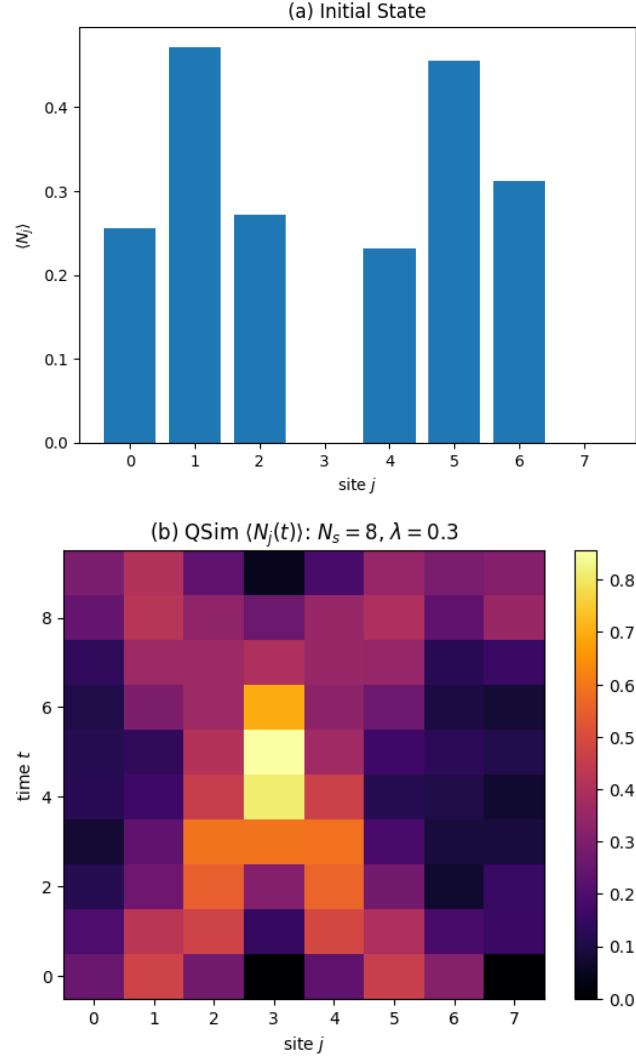 (a) Initial State
⟨N_j⟩
0.4
0.3
0.2
0.1
0.0
0 1 2 3 4 5 6 7
site j
(b) QSim ⟨N_j(t)⟩: N_s = 8, λ = 0.3
time t
8
6
4
2
0
0 1 2 3 4 5 6 7
site j
0.8
0.7
0.6
0.5
0.4
0.3
0.2
0.1
0.0